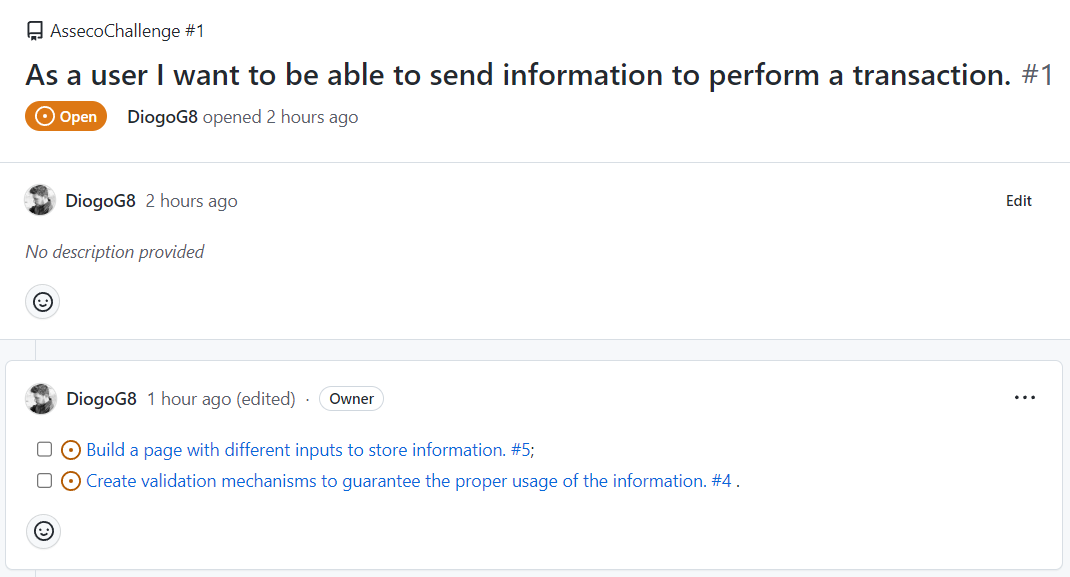 AssecoChallenge #1
As a user I want to be able to send information to perform a transaction. #1
Open DiogoG8 opened 2 hours ago
DiogoG8 2 hours ago Edit
No description provided
DiogoG8 1 hour ago (edited) · Owner ...
Build a page with different inputs to store information. #5;
Create validation mechanisms to guarantee the proper usage of the information. #4 .